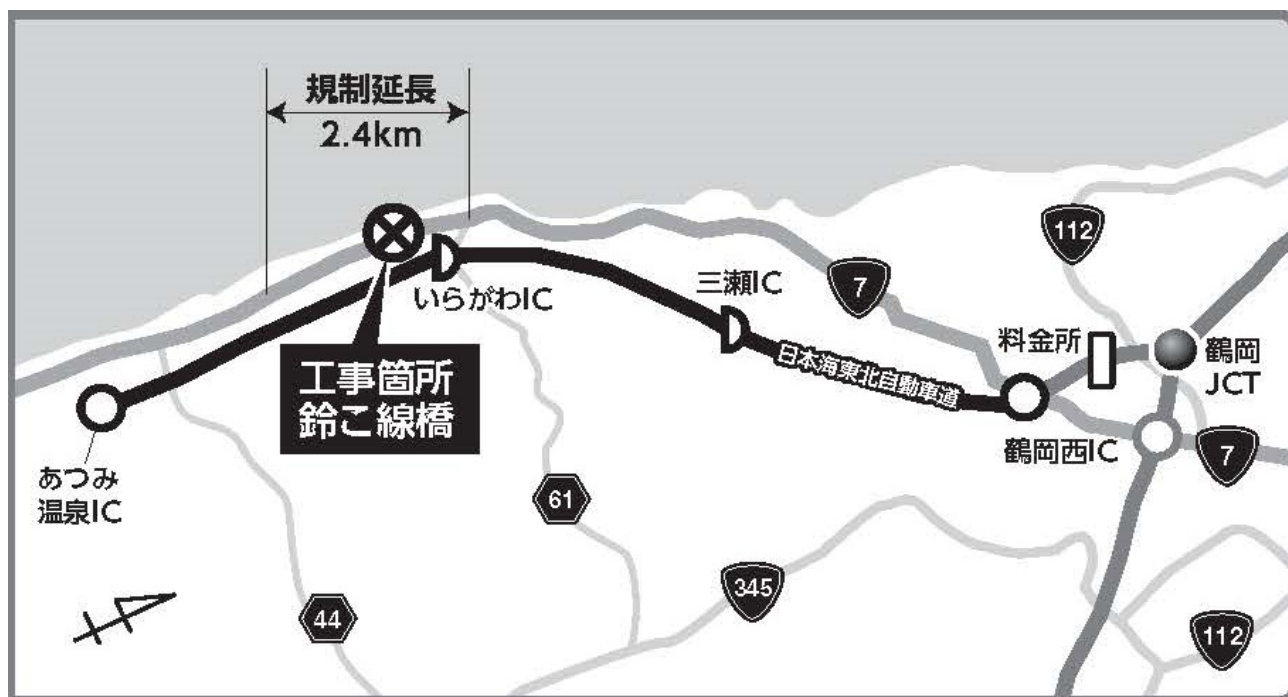 規制延長
2.4km
112
7
三瀬IC
いらがわIC
料金所
鶴岡
JCT
日本海東北自動車道
工事箇所
鈴こ線橋
鶴岡西IC
7
あつみ
温泉IC
61
345
44
112